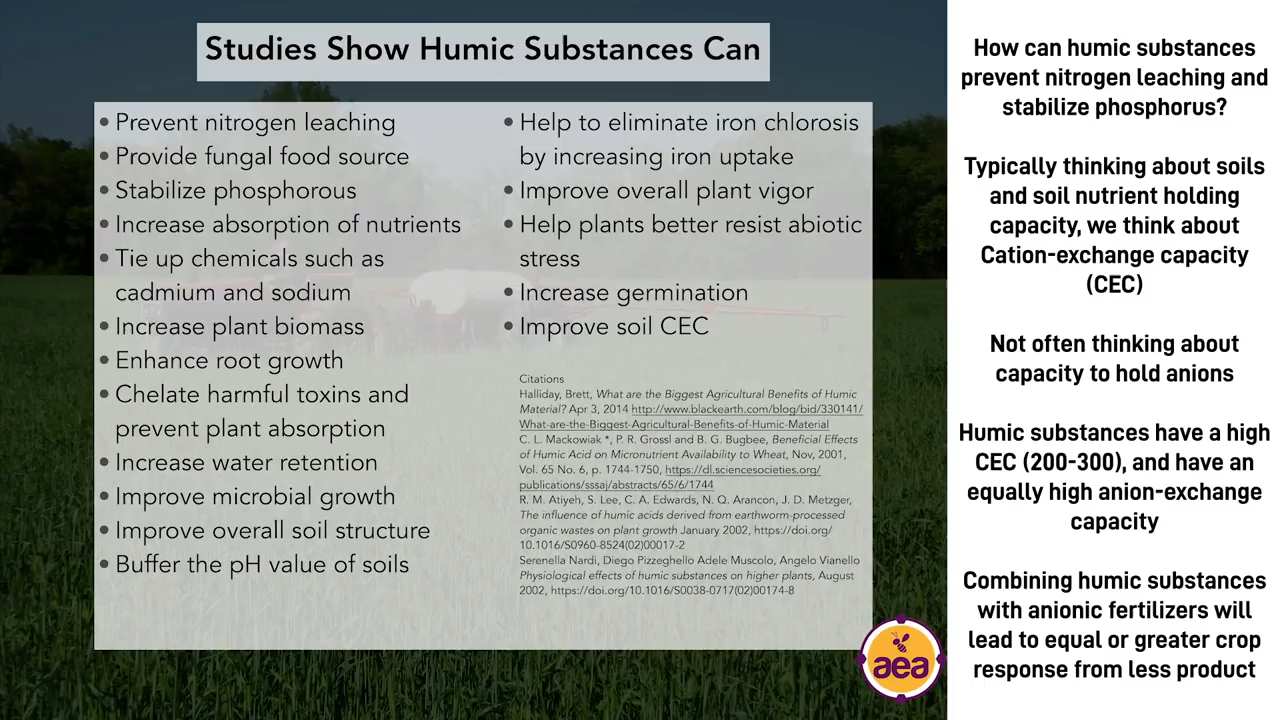 Studies Show Humic Substances Can
• Prevent nitrogen leaching
• Provide fungal food source
• Stabilize phosphorous
• Increase absorption of nutrients
• Tie up chemicals such as
cadmium and sodium
• Increase plant biomass
• Enhance root growth
• Chelate harmful toxins and
prevent plant absorption
• Increase water retention
• Improve microbial growth
• Improve overall soil structure
• Buffer the pH value of soils
• Help to eliminate iron chlorosis
by increasing iron uptake
• Improve overall plant vigor
• Help plants better resist abiotic
stress
• Increase germination
• Improve soil CEC
Citations
Halliday, Brett, What are the Biggest Agricultural Benefits of Humic
Material? Apr 3, 2014 http://www.blackearth.com/blog/bid/330141/
What-are-the-Biggest-Agricultural-Benefits-of-Humic-Material
C. L. Mackowiak *, P. R. Grossl and B. G. Bugbee, Beneficial Effects
of Humic Acid on Micronutrient Availability to Wheat, Nov, 2001,
Vol. 65 No. 6, p. 1744-1750, https://dl.sciencesocieties.org/
publications/sssaj/abstracts/65/6/1744
R. M. Atiyeh, S. Lee, C. A. Edwards, N. Q. Arancon, J. D. Metzger,
The influence of humic acids derived from earthworm-processed
organic wastes on plant growth January 2002, https://doi.org/
10.1016/S0960-8524(02)00017-2
Serenella Nardi, Diego Pizzeghello Adele Muscolo, Angelo Vianello
Physiological effects of humic substances on higher plants, August
2002, https://doi.org/10.1016/S0038-0717(02)00174-8
aea
How can humic substances
prevent nitrogen leaching and
stabilize phosphorus?
Typically thinking about soils
and soil nutrient holding
capacity, we think about
Cation-exchange capacity
(CEC)
Not often thinking about
capacity to hold anions
Humic substances have a high
CEC (200-300), and have an
equally high anion-exchange
capacity
Combining humic substances
with anionic fertilizers will
lead to equal or greater crop
response from less product